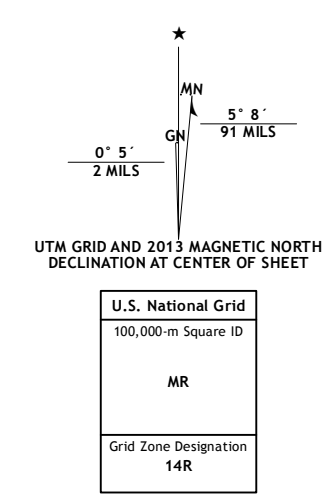 ★
MN
5° 8´
91 MILS
GN
0° 5´
2 MILS
UTM GRID AND 2013 MAGNETIC NORTH
DECLINATION AT CENTER OF SHEET
U.S. National Grid
100,000-m Square ID
MR
Grid Zone Designation
14R